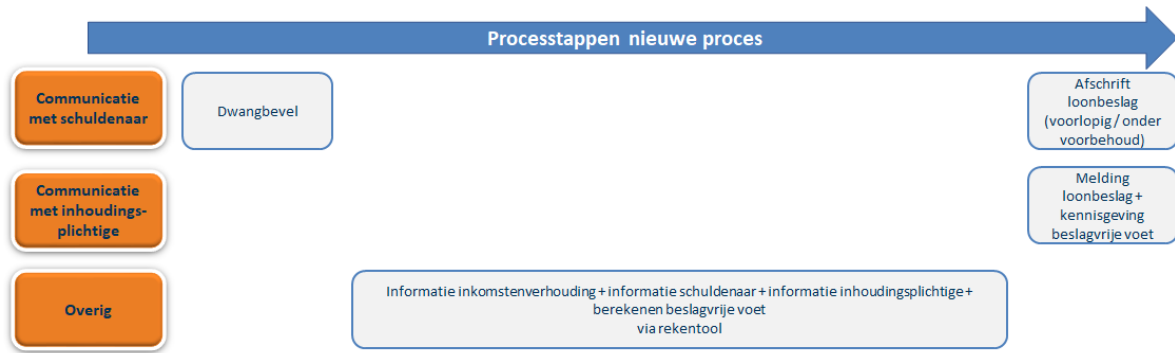 Processtappen nieuwe proces
Communicatie
met schuldenaar
Dwangbevel
Afschrift
loonbeslag
(voorlopig / onder
voorbehoud)
Communicatie
met inhoudings-
plichtige
Melding
loonbeslag +
kennisgeving
beslagvrije voet
Overig
Informatie inkomstenverhouding + informatie schuldenaar + informatie inhoudingsplichtige +
berekenen beslagvrije voet
via rekentool